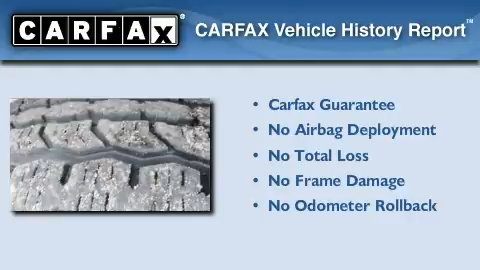 CARFAX®
CARFAX Vehicle History Report™
• Carfax Guarantee
• No Airbag Deployment
• No Total Loss
• No Frame Damage
• No Odometer Rollback